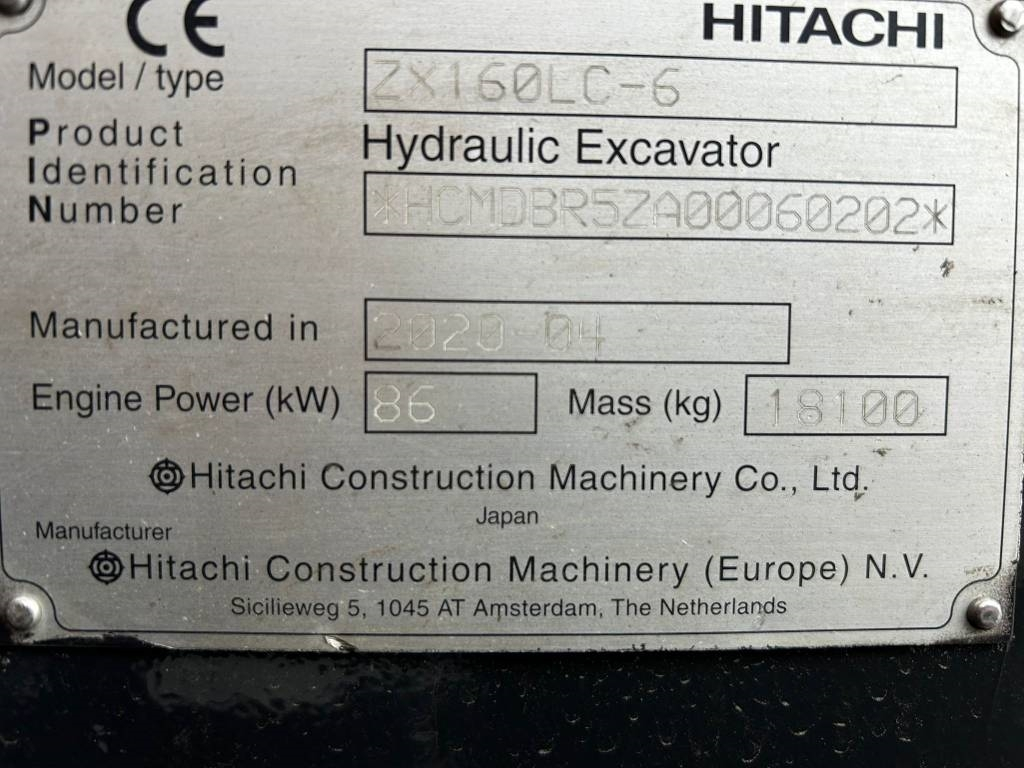 CE HITACHI
Model / type ZX160LC-6
Product Hydraulic Excavator
Identification
Number *HCMDBR5ZA00060202*
Manufactured in 2020-04
Engine Power (kW) 86 Mass (kg) 18100
Hitachi Construction Machinery Co., Ltd.
Japan
Manufacturer
Hitachi Construction Machinery (Europe) N.V.
Sicilieweg 5, 1045 AT Amsterdam, The Netherlands